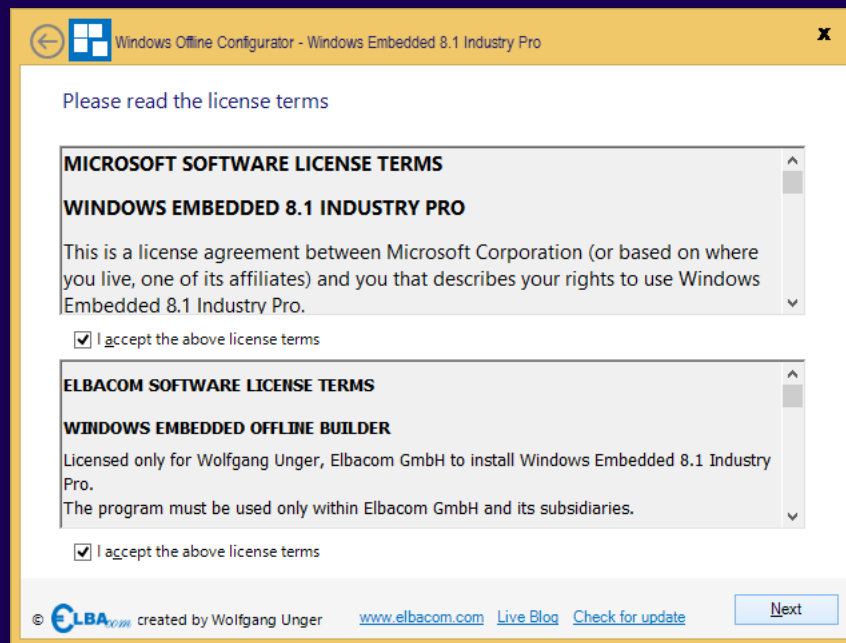 Windows Offline Configurator - Windows Embedded 8.1 Industry Pro
x
Please read the license terms
MICROSOFT SOFTWARE LICENSE TERMS
WINDOWS EMBEDDED 8.1 INDUSTRY PRO
This is a license agreement between Microsoft Corporation (or based on where
you live, one of its affiliates) and you that describes your rights to use Windows
Embedded 8.1 Industry Pro.
I accept the above license terms
ELBACOM SOFTWARE LICENSE TERMS
WINDOWS EMBEDDED OFFLINE BUILDER
Licensed only for Wolfgang Unger, Elbacom GmbH to install Windows Embedded 8.1 Industry
Pro.
The program must be used only within Elbacom GmbH and its subsidiaries.
I accept the above license terms
© ELBAcom created by Wolfgang Unger www.elbacom.com Live Blog Check for update Next